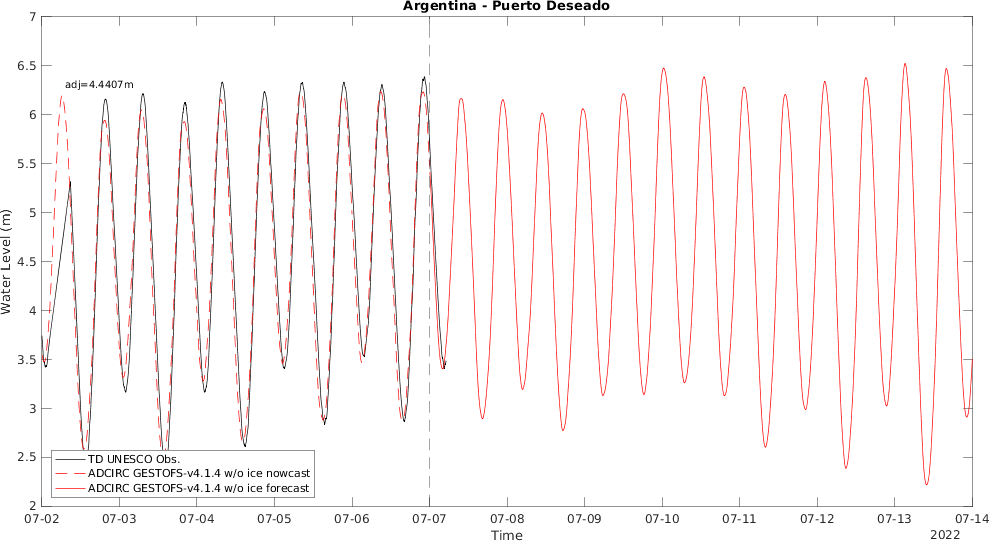 Argentina - Puerto Deseado
7
6.5
6
5.5
5
4.5
4
3.5
3
2.5
2
Water Level (m)
adj=4.4407m
TD UNESCO Obs.
ADCIRC GESTOFS-v4.1.4 w/o ice nowcast
ADCIRC GESTOFS-v4.1.4 w/o ice forecast
07-02 07-03 07-04 07-05 07-06 07-07 07-08 07-09 07-10 07-11 07-12 07-13 07-14
Time
2022